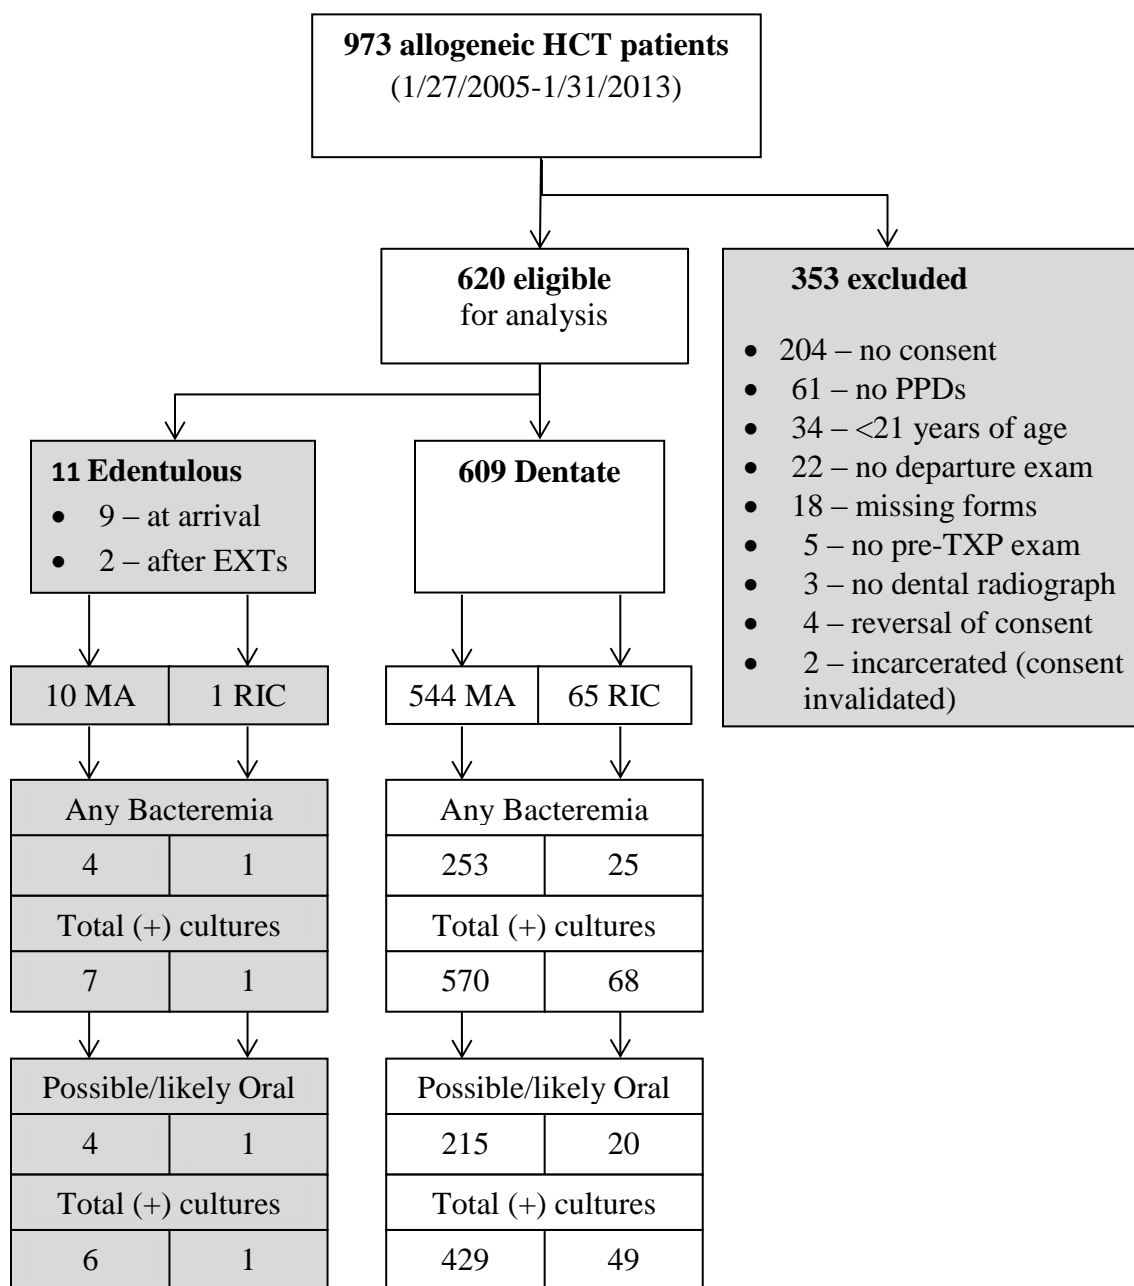 973 allogeneic HCT patients
(1/27/2005-1/31/2013)
620 eligible
for analysis
353 excluded
• 204 – no consent
• 61 – no PPDs
• 34 – <21 years of age
• 22 – no departure exam
• 18 – missing forms
• 5 – no pre-TXP exam
• 3 – no dental radiograph
• 4 – reversal of consent
• 2 – incarcerated (consent
invalidated)
11 Edentulous
• 9 – at arrival
• 2 – after EXTs
609 Dentate
10 MA 1 RIC
544 MA 65 RIC
Any Bacteremia
4 1
Total (+) cultures
7 1
Any Bacteremia
253 25
Total (+) cultures
570 68
Possible/likely Oral
4 1
Total (+) cultures
6 1
Possible/likely Oral
215 20
Total (+) cultures
429 49